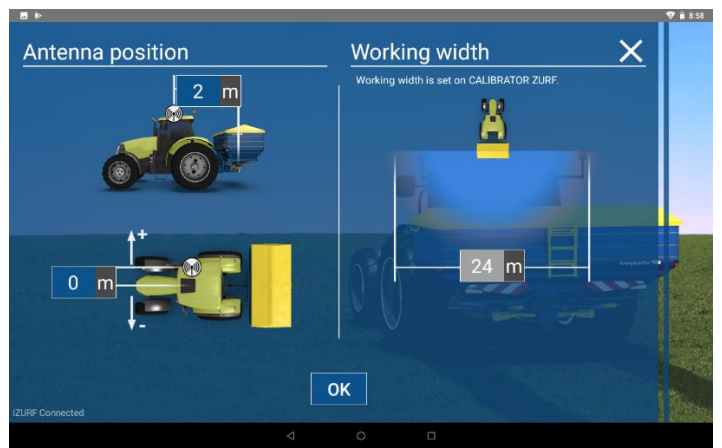 8:58
Antenna position
Working width
Working width is set on CALIBRATOR ZURF.
2 m
+
0 m
-
24 m
OK
iZURF Connected